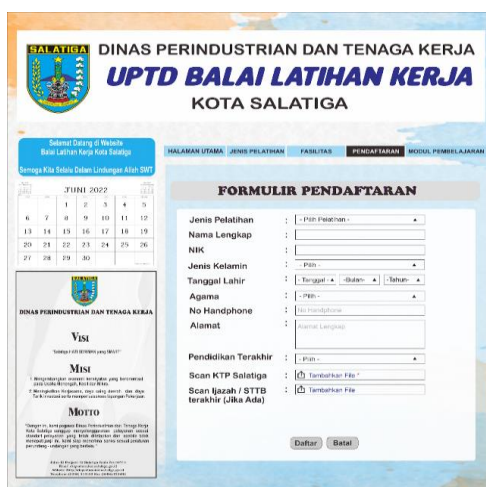 SALATIGA
DINAS PERINDUSTRIAN DAN TENAGA KERJA
UPTD BALAI LATIHAN KERJA
KOTA SALATIGA
Selamat Datang di Website
Balai Latihan Kerja Kota Salatiga
Semoga Kita Selalu Dalam Lindungan Allah SWT
HALAMAN UTAMA JENIS PELATIHAN FASILITAS PENDAFTARAN MODUL PEMBELAJARAN
JUNI 2022
1 2 3 4 5
6 7 8 9 10 11 12
13 14 15 16 17 18 19
20 21 22 23 24 25 26
27 28 29 30
SALATIGA
DINAS PERINDUSTRIAN DAN TENAGA KERJA
VISI
MISI
MOTTO
FORMULIR PENDAFTARAN
Jenis Pelatihan : - Pilih Pelatihan -
Nama Lengkap :
NIK :
Jenis Kelamin : - Pilih -
Tanggal Lahir : - Tanggal - -Bulan- -Tahun-
Agama : - Pilih -
No Handphone : No Handphone
Alamat : Alamat Lengkap
Pendidikan Terakhir : - Pilih -
Scan KTP Salatiga : Tambahkan File *
Scan Ijazah / STTB : Tambahkan File
terakhir (Jika Ada)
Daftar Batal